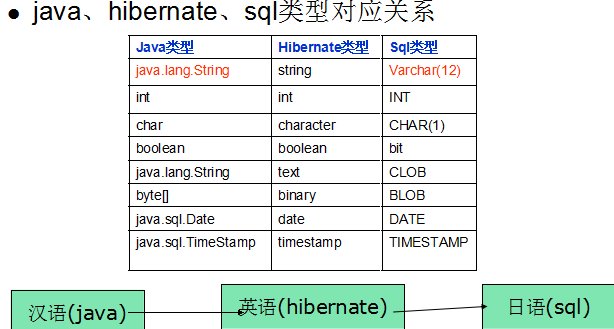 ● java、hibernate、sql类型对应关系
Java类型 Hibernate类型 Sql类型
java.lang.String string Varchar(12)
int int INT
char character CHAR(1)
boolean boolean bit
java.lang.String text CLOB
byte[] binary BLOB
java.sql.Date date DATE
java.sql.TimeStamp timestamp TIMESTAMP
汉语(java) 英语(hibernate) 日语(sql)